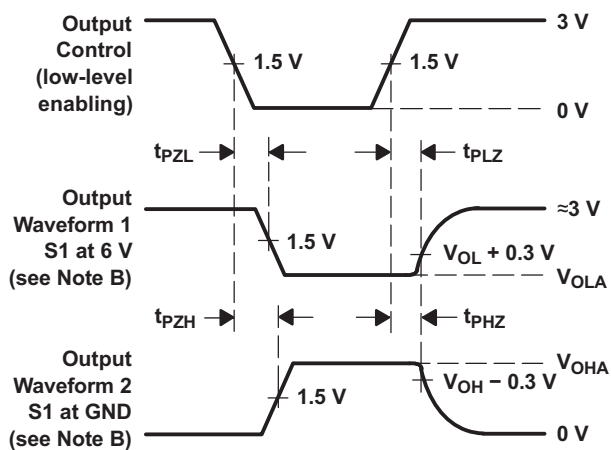 Output
Control
(low-level
enabling)
3 V
1.5 V
1.5 V
0 V
tPZL
tPLZ
Output
Waveform 1
S1 at 6 V
(see Note B)
≈3 V
1.5 V
VOL + 0.3 V
VOLA
tPZH
tPHZ
Output
Waveform 2
S1 at GND
(see Note B)
VOHA
1.5 V
VOH − 0.3 V
0 V